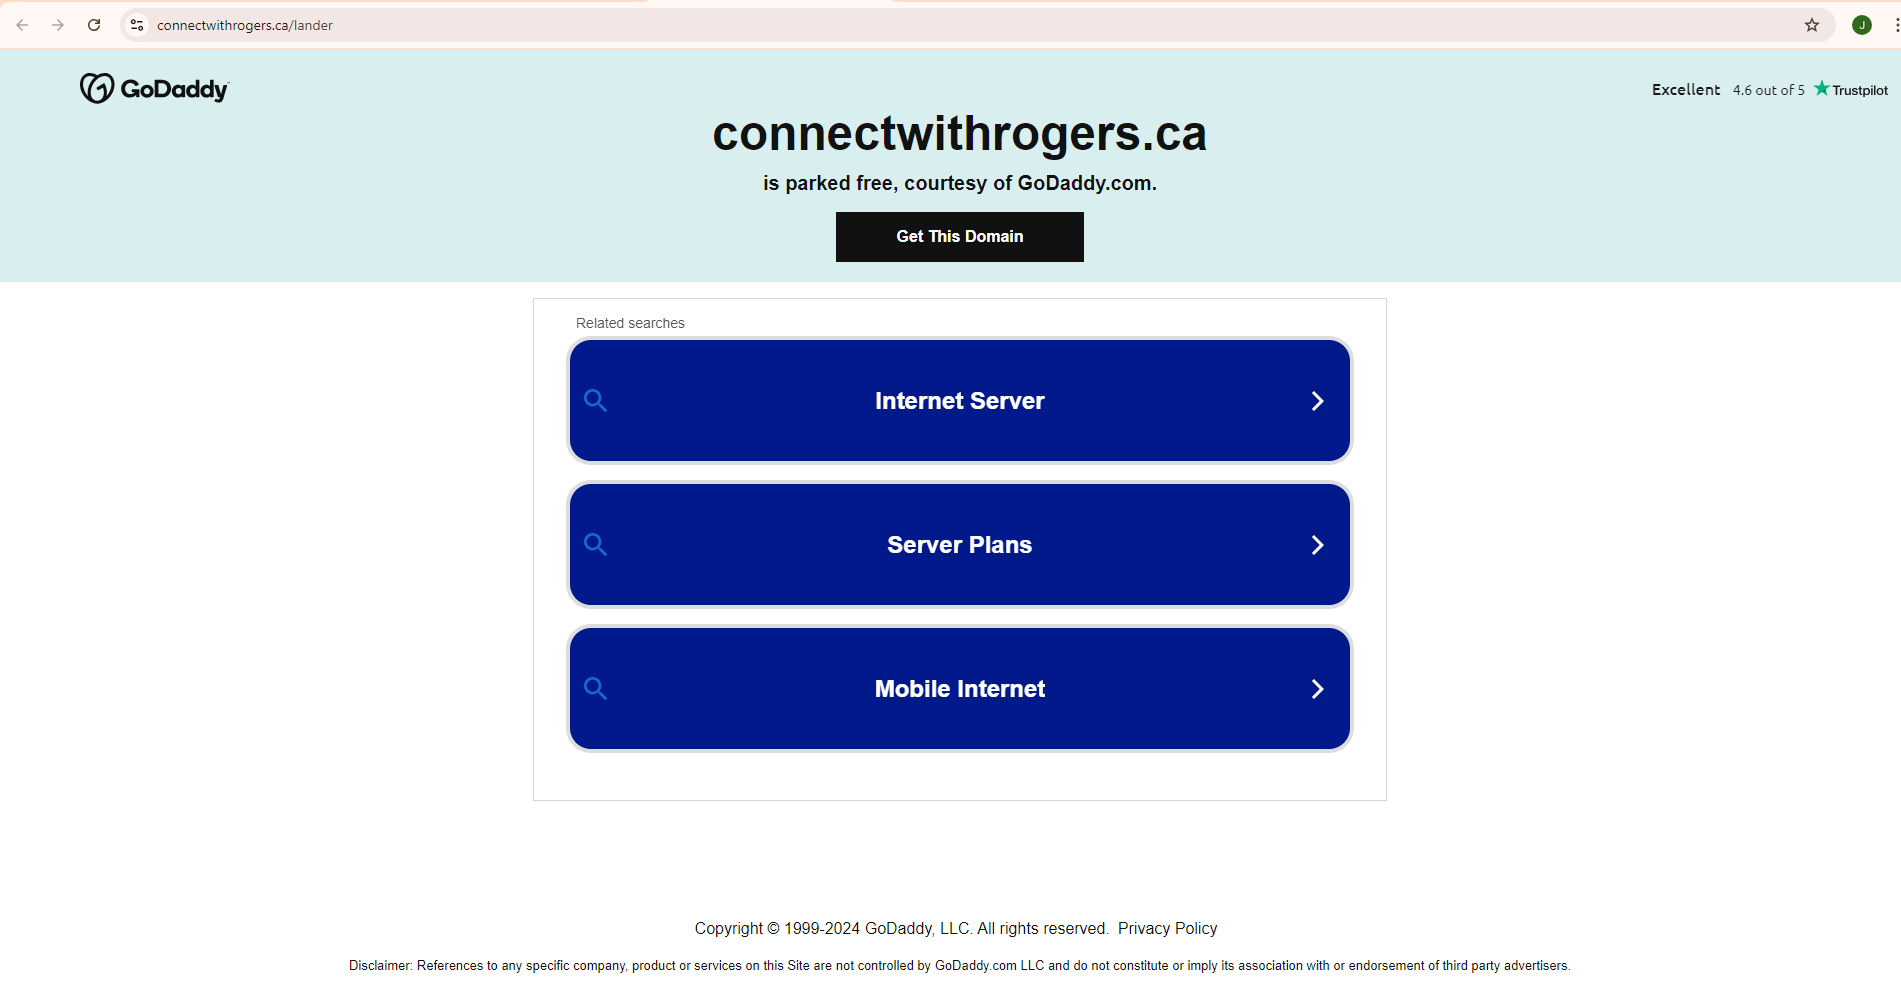 connectwithrogers.ca/lander
J
GoDaddy
Excellent 4.6 out of 5 Trustpilot
connectwithrogers.ca
is parked free, courtesy of GoDaddy.com.
Get This Domain
Related searches
Internet Server
Server Plans
Mobile Internet
Copyright © 1999-2024 GoDaddy, LLC. All rights reserved. Privacy Policy
Disclaimer: References to any specific company, product or services on this Site are not controlled by GoDaddy.com LLC and do not constitute or imply its association with or endorsement of third party advertisers.